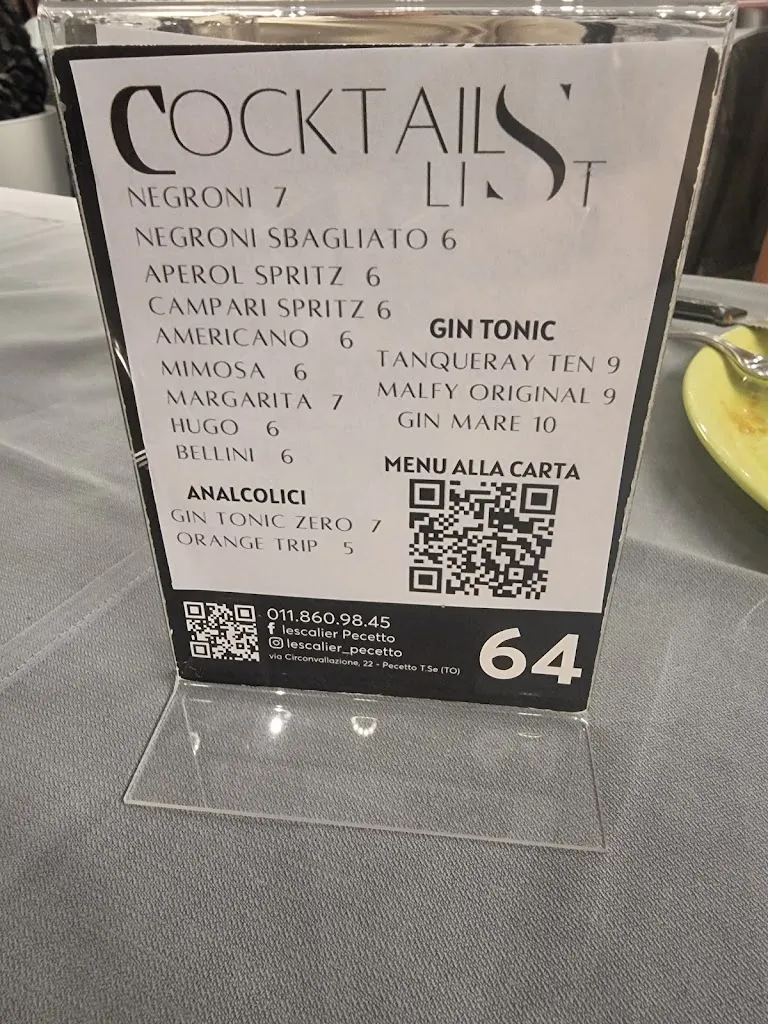 COCKTAILS
LIST
NEGRONI 7
NEGRONI SBAGLIATO 6
APEROL SPRITZ 6
CAMPARI SPRITZ 6
AMERICANO 6
MIMOSA 6
MARGARITA 7
HUGO 6
BELLINI 6
GIN TONIC
TANQUERAY TEN 9
MALFY ORIGINAL 9
GIN MARE 10
ANALCOLICI
GIN TONIC ZERO 7
ORANGE TRIP 5
MENU ALLA CARTA
011.860.98.45
lescalier Pecetto
lescalier_pecetto
via Circonvallazione, 22 - Pecetto T.Se (TO)
64